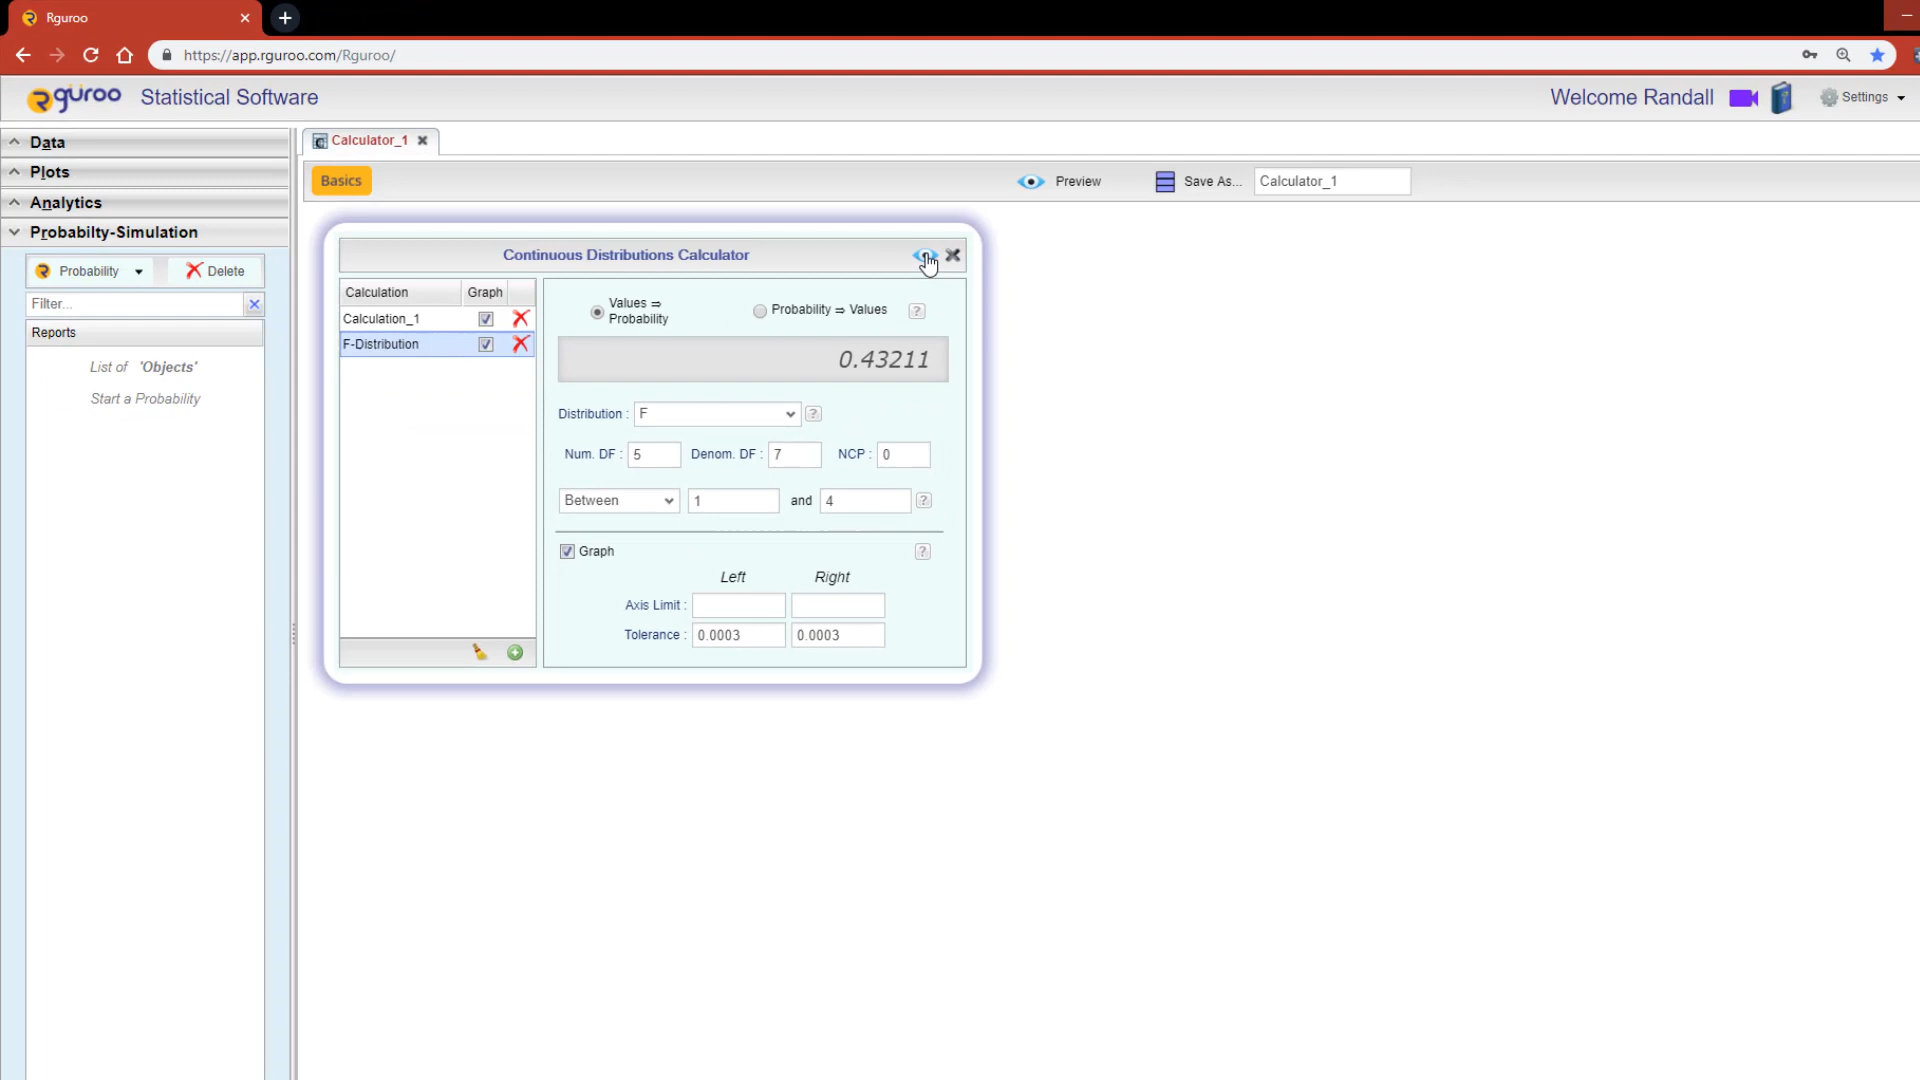 Rguroo
https://app.rguroo.com/Rguroo/
Rguroo Statistical Software
Welcome Randall
Settings
Data
Plots
Analytics
Probabilty-Simulation
Probability
Delete
Filter...
Reports
List of 'Objects'
Start a Probability
Calculator_1
Basics
Preview
Save As...
Calculator_1
Continuous Distributions Calculator
Calculation Graph
Calculation_1
F-Distribution
Values ⇒ Probability
Probability ⇒ Values ?
0.43211
Distribution : F ?
Num. DF : 5 Denom. DF : 7 NCP : 0
Between 1 and 4 ?
Graph ?
Left Right
Axis Limit :
Tolerance : 0.0003 0.0003